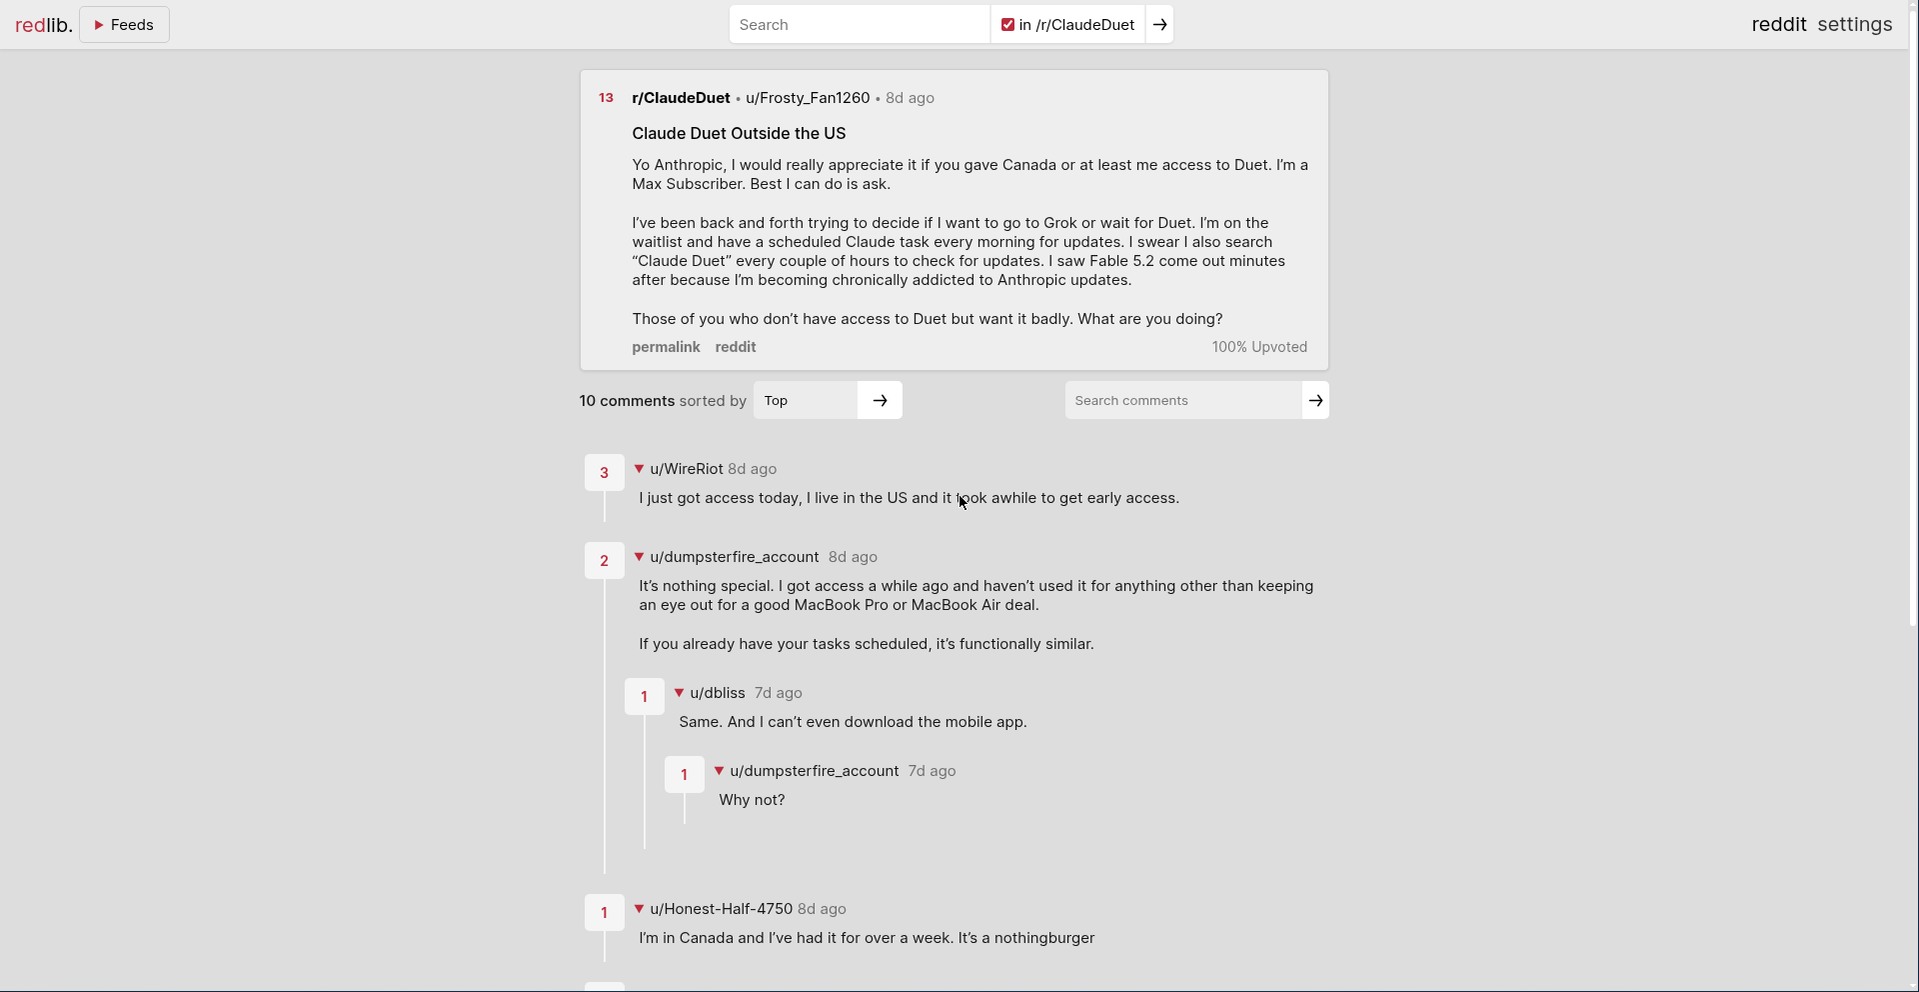 redlib. Feeds Search in /r/ClaudeDuet → reddit settings
13 r/ClaudeDuet • u/Frosty_Fan1260 • 8d ago
Claude Duet Outside the US
Yo Anthropic, I would really appreciate it if you gave Canada or at least me access to Duet. I’m a
Max Subscriber. Best I can do is ask.
I’ve been back and forth trying to decide if I want to go to Grok or wait for Duet. I’m on the
waitlist and have a scheduled Claude task every morning for updates. I swear I also search
“Claude Duet” every couple of hours to check for updates. I saw Fable 5.2 come out minutes
after because I’m becoming chronically addicted to Anthropic updates.
Those of you who don’t have access to Duet but want it badly. What are you doing?
permalink reddit 100% Upvoted
10 comments sorted by Top → Search comments →
3 u/WireRiot 8d ago
I just got access today, I live in the US and it took awhile to get early access.
2 u/dumpsterfire_account 8d ago
It’s nothing special. I got access a while ago and haven’t used it for anything other than keeping
an eye out for a good MacBook Pro or MacBook Air deal.
If you already have your tasks scheduled, it’s functionally similar.
1 u/dbliss 7d ago
Same. And I can’t even download the mobile app.
1 u/dumpsterfire_account 7d ago
Why not?
1 u/Honest-Half-4750 8d ago
I’m in Canada and I’ve had it for over a week. It’s a nothingburger